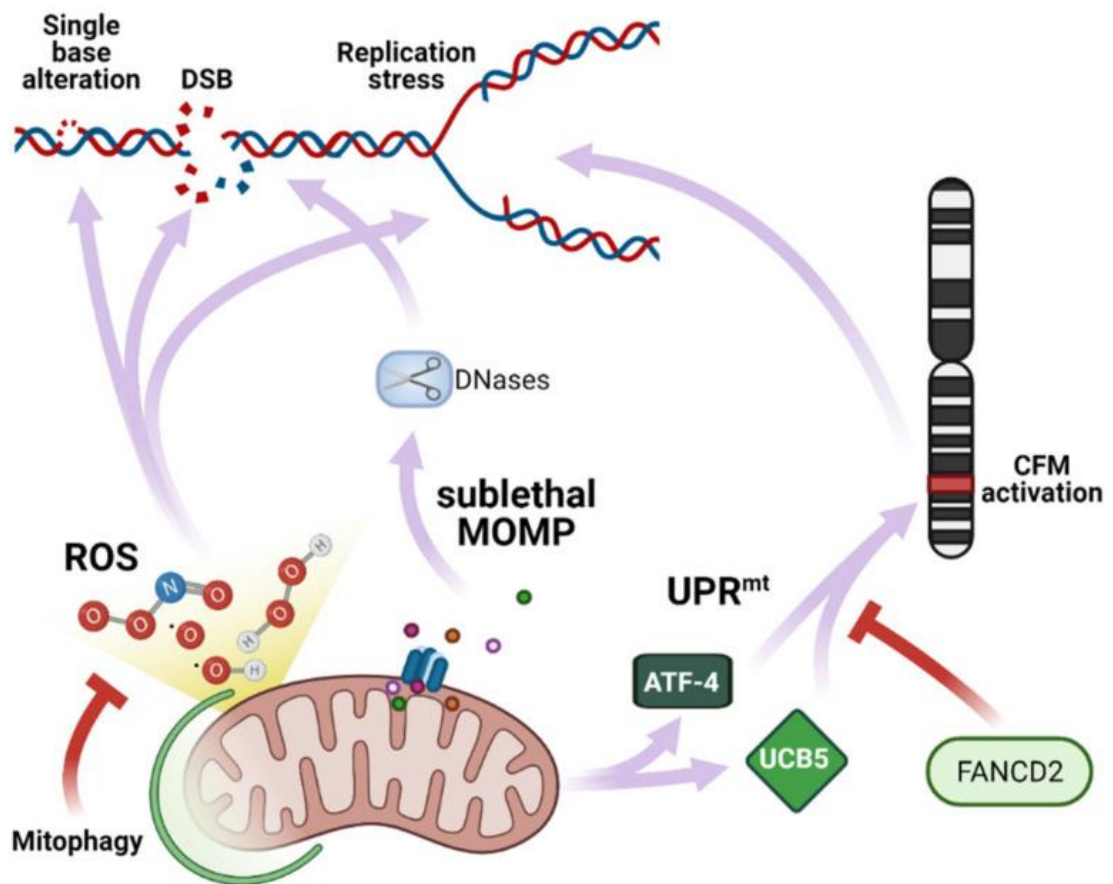 Single
base
alteration
DSB
Replication
stress
DNases
CFM
activation
sublethal
MOMP
ROS
N
O
O
O
O
O
H
O
O
H
H
UPRmt
ATF-4
UCB5
FANCD2
Mitophagy